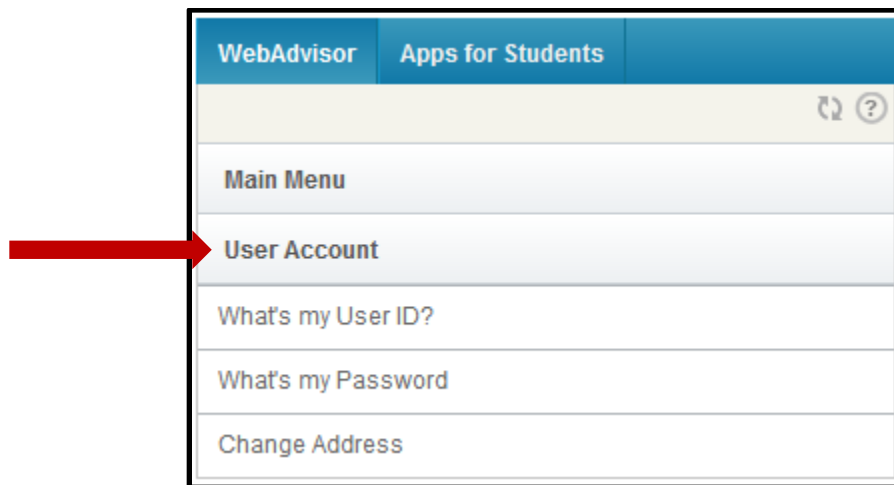 WebAdvisor Apps for Students
Main Menu
User Account
What's my User ID?
What's my Password
Change Address